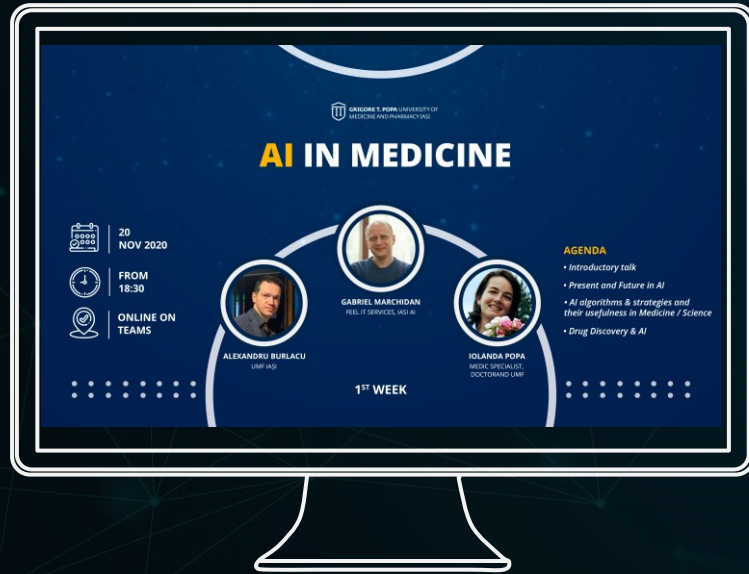 GRIGORE T. POPA UNIVERSITY OF
MEDICINE AND PHARMACY IASI
AI IN MEDICINE
20
NOV 2020
FROM
18:30
ONLINE ON
TEAMS
ALEXANDRU BURLACU
UMF IAȘI
GABRIEL MARCHIDAN
FEEL IT SERVICES, IASI AI
IOLANDA POPA
MEDIC SPECIALIST,
DOCTORAND UMF
1ST WEEK
AGENDA
• Introductory talk
• Present and Future in AI
• AI algorithms & strategies and
their usefulness in Medicine / Science
• Drug Discovery & AI